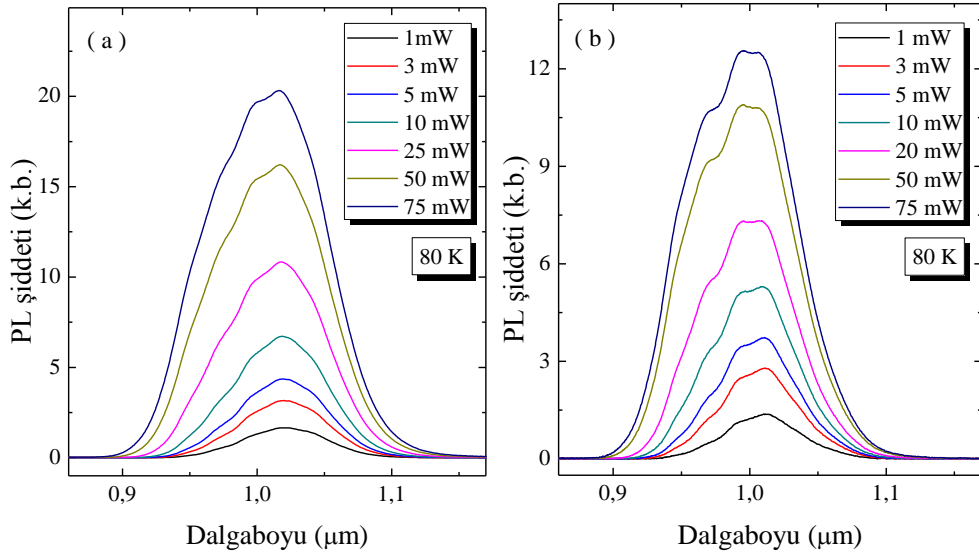 ( a )
1mW
3 mW
5 mW
10 mW
25 mW
50 mW
75 mW
80 K
20
15
10
5
0
0,9
1,0
1,1
PL şiddeti (k.b.)
Dalgaboyu (μm)
( b )
1 mW
3 mW
5 mW
10 mW
20 mW
50 mW
75 mW
80 K
12
9
6
3
0
0,9
1,0
1,1
PL şiddeti (k.b.)
Dalgaboyu (μm)